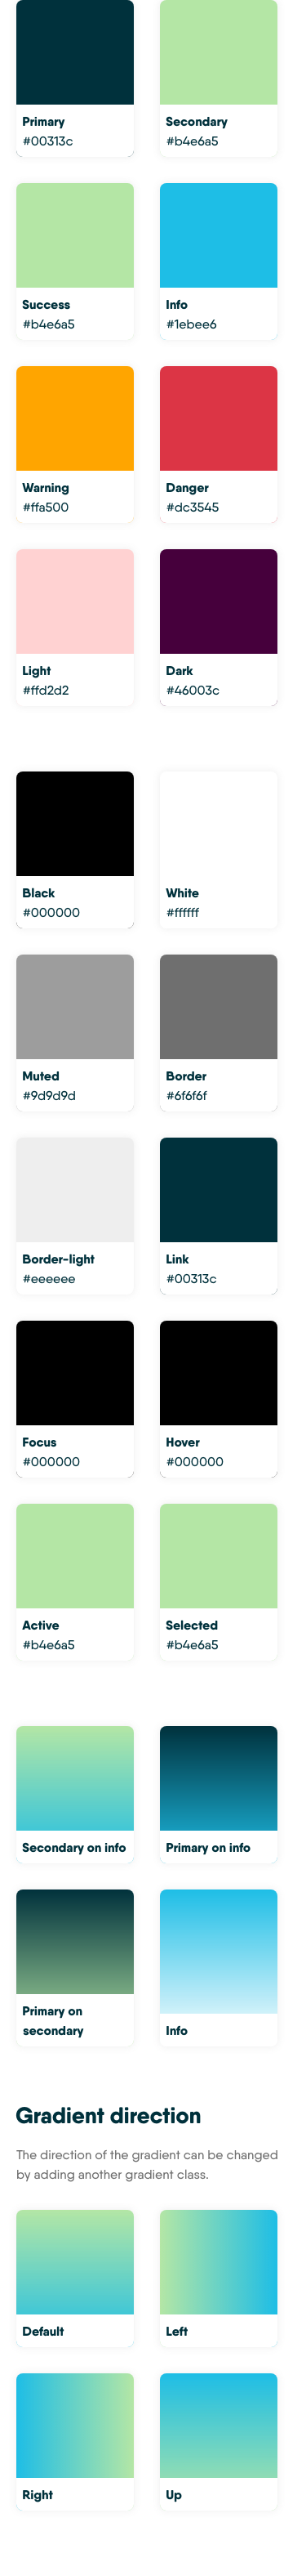 Primary
#00313c
Secondary
#b4e6a5
Success
#b4e6a5
Info
#1ebee6
Warning
#ffa500
Danger
#dc3545
Light
#ffd2d2
Dark
#46003c
Black
#000000
White
#ffffff
Muted
#9d9d9d
Border
#6f6f6f
Border-light
#eeeeee
Link
#00313c
Focus
#000000
Hover
#000000
Active
#b4e6a5
Selected
#b4e6a5
Secondary on info
Primary on info
Primary on
secondary
Info
Gradient direction
The direction of the gradient can be changed
by adding another gradient class.
Default
Left
Right
Up